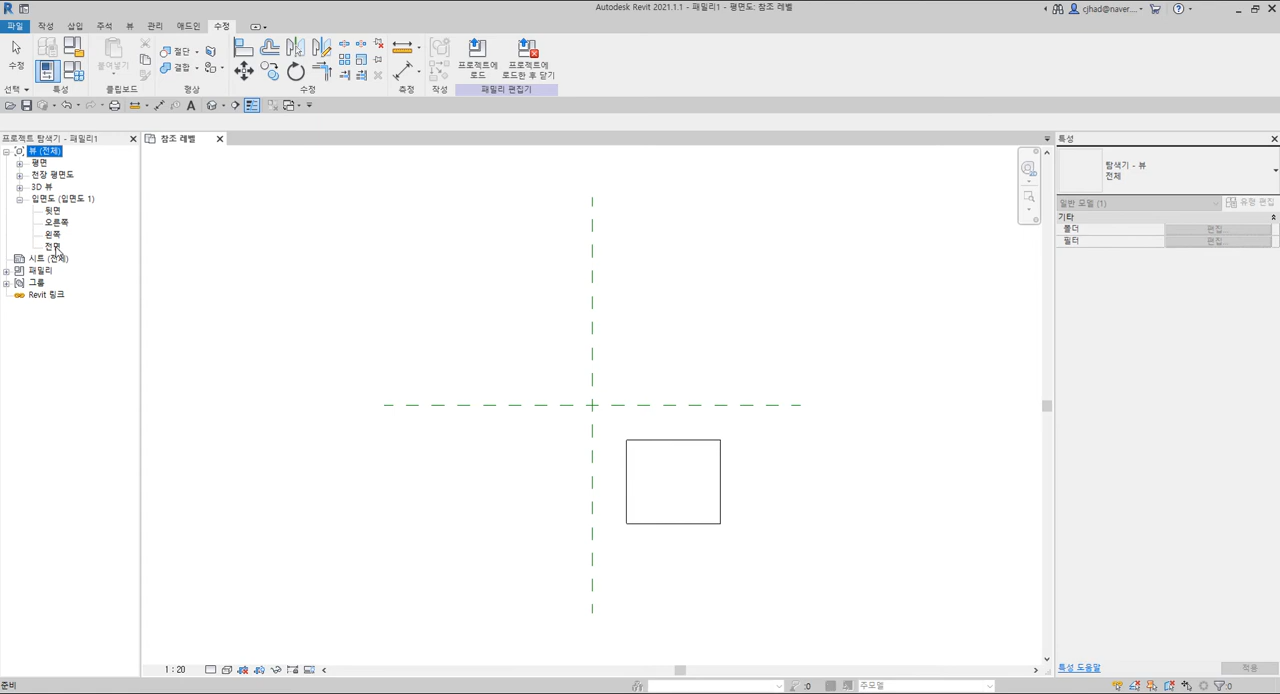 Autodesk Revit 2021.1.1 - 패밀리1 - 평면도: 참조 레벨
cjhad@naver....
파일 작성 삽입 주석 뷰 관리 애드인 수정
수정
붙여넣기
절단
결합
프로젝트에
로드
프로젝트에
로드한 후 닫기
선택 특성 클립보드 형상 수정 측정 작성 패밀리 편집기
프로젝트 탐색기 - 패밀리1
참조 레벨
특성
뷰 (전체)
평면
천장 평면도
3D 뷰
입면도 (입면도 1)
뒷면
오른쪽
왼쪽
전면
시트 (전체)
패밀리
그룹
Revit 링크
탐색기 - 뷰
전체
일반 모델 (1)
유형 편집
기타
폴더 편집...
필터 편집...
1 : 20
특성 도움말
적용
준비
:0
주모델
:0